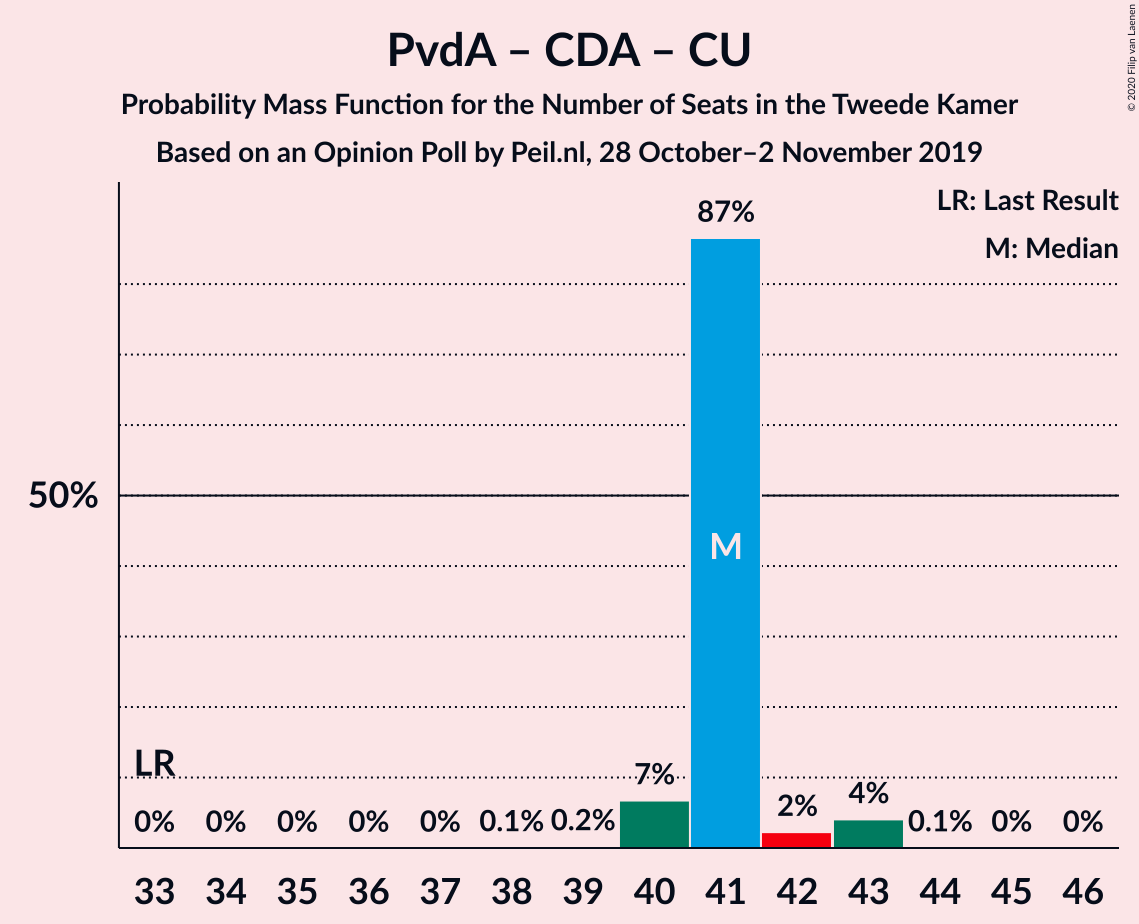 PvdA – CDA – CU
Probability Mass Function for the Number of Seats in the Tweede Kamer
Based on an Opinion Poll by Peil.nl, 28 October–2 November 2019
© 2020 Filip van Laenen
LR: Last Result
M: Median
87%
50%
M
LR
0% 0% 0% 0% 0% 0.1% 0.2% 7% 2% 4% 0.1% 0% 0%
33 34 35 36 37 38 39 40 41 42 43 44 45 46